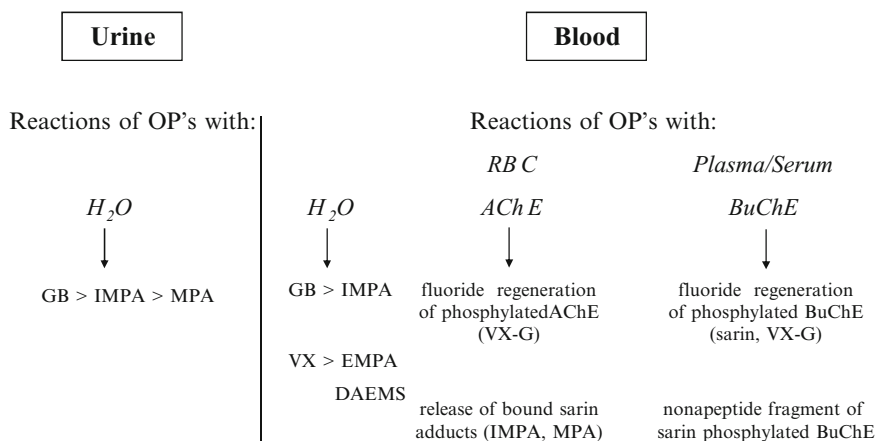 Urine
Blood
Reactions of OP's with:
Reactions of OP's with:
RBC
Plasma/Serum
H2O
H2O
AChE
BuChE
GB > IMPA > MPA
GB > IMPA
fluoride regeneration
of phosphylatedAChE
(VX-G)
fluoride regeneration
of phosphylated BuChE
(sarin, VX-G)
VX > EMPA
DAEMS
release of bound sarin
adducts (IMPA, MPA)
nonapeptide fragment of
sarin phosphylated BuChE